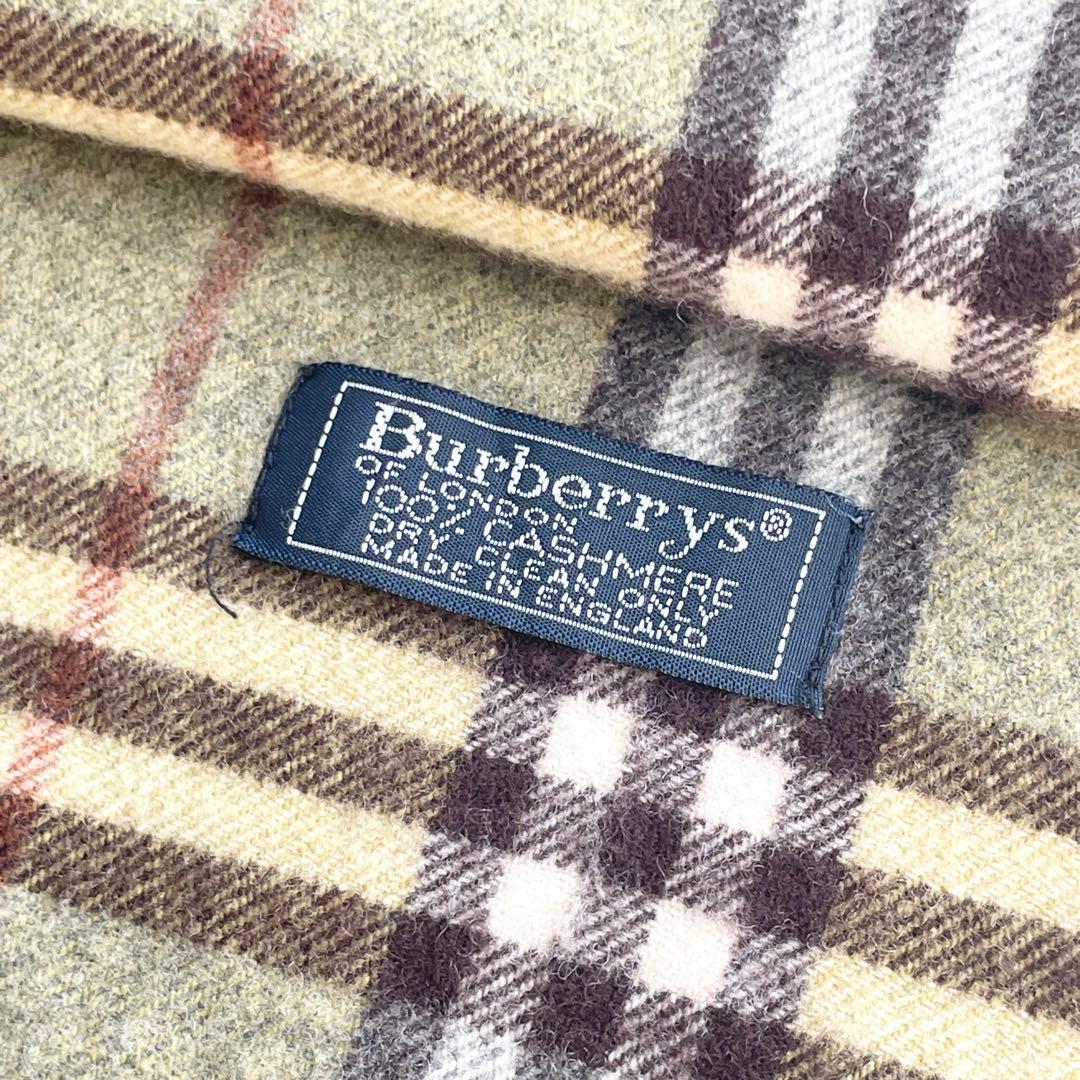 Burberrys®
OF LONDON
100% CASHMERE
DRY CLEAN ONLY
MADE IN ENGLAND